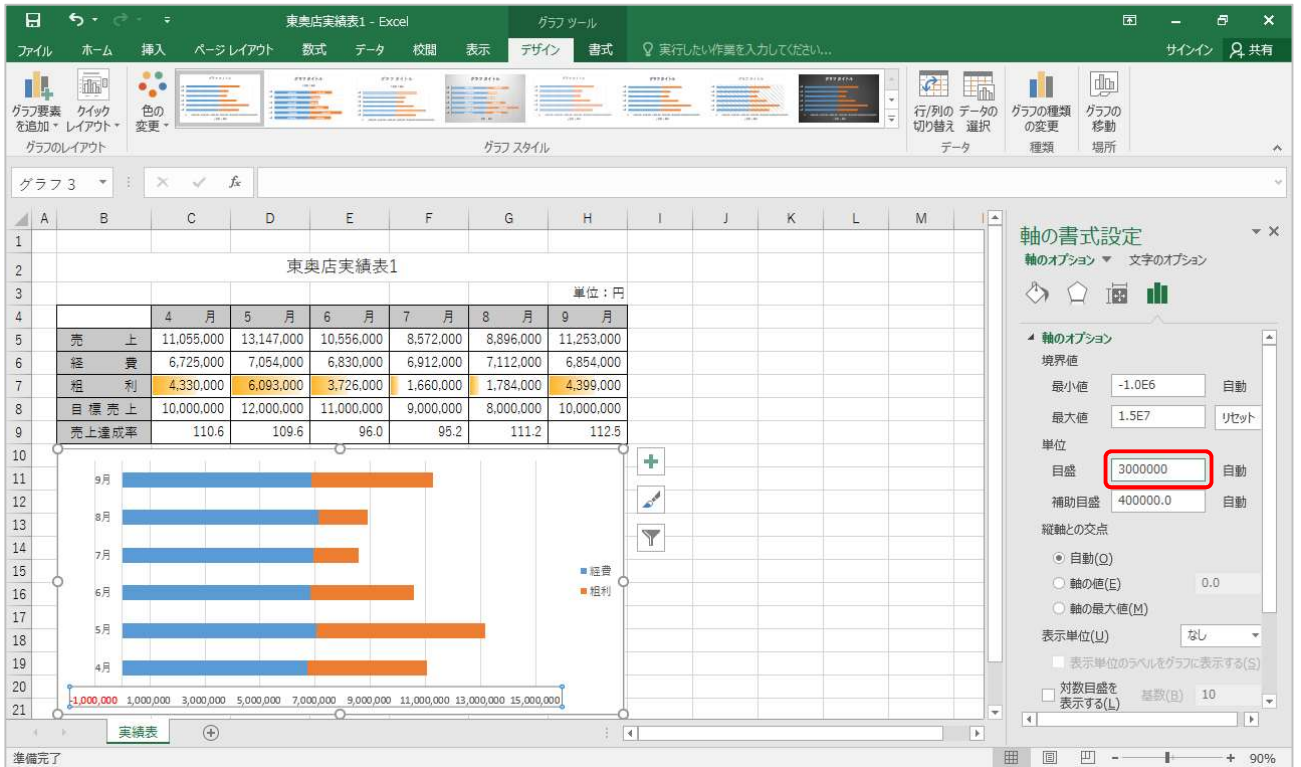 東奥店実績表1 - Excel
グラフ ツール
ファイル ホーム 挿入 ページ レイアウト 数式 データ 校閲 表示 デザイン 書式 実行したい作業を入力してください... サインイン 共有
グラフ要素を追加 クイックレイアウト 色の変更 行/列の切り替え データの選択 グラフの種類の変更 グラフの移動
グラフのレイアウト グラフ スタイル データ 種類 場所
グラフ 3 fx
A B C D E F G H I J K L M
1
2 東奥店実績表1
3 単位：円
4 4月 5月 6月 7月 8月 9月
5 売上 11,055,000 13,147,000 10,556,000 8,572,000 8,896,000 11,253,000
6 経費 6,725,000 7,054,000 6,830,000 6,912,000 7,112,000 6,854,000
7 粗利 4,330,000 6,093,000 3,726,000 1,660,000 1,784,000 4,399,000
8 目標売上 10,000,000 12,000,000 11,000,000 9,000,000 8,000,000 10,000,000
9 売上達成率 110.6 109.6 96.0 95.2 111.2 112.5
10
11
12
13
14
15
16
17
18
19
20
21
9月
8月
7月
6月
5月
4月
経費
粗利
-1,000,000 1,000,000 3,000,000 5,000,000 7,000,000 9,000,000 11,000,000 13,000,000 15,000,000
軸の書式設定
軸のオプション 文字のオプション
軸のオプション
境界値
最小値 -1.0E6 自動
最大値 1.5E7 リセット
単位
目盛 3000000 自動
補助目盛 400000.0 自動
縦軸との交点
自動(O)
軸の値(E) 0.0
軸の最大値(M)
表示単位(U) なし
表示単位のラベルをグラフに表示する(S)
対数目盛を表示する(L) 基数(B) 10
実績表
準備完了 90%